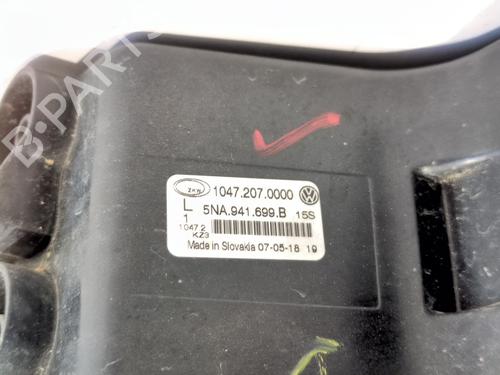 B-PARTS
ZKW 1047.207.0000
L 5NA.941.699.B 15S
1
1047 2
KZ3
Made in Slovakia 07-05-18 19